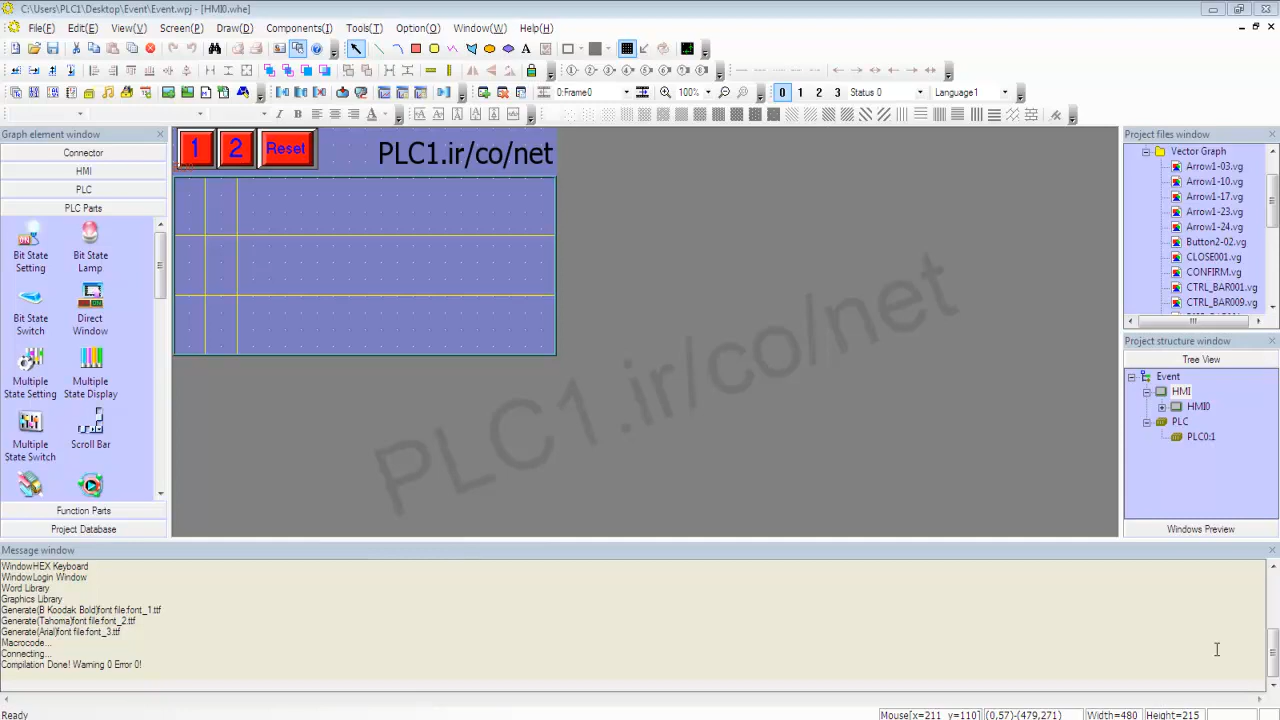 C:\Users\PLC1\Desktop\Event\Event.wpj - [HMI0.whe]
File(F) Edit(E) View(V) Screen(P) Draw(D) Components(I) Tools(T) Option(O) Window(W) Help(H)
0:Frame0 100% 0 1 2 3 Status 0 Language1
Graph element window
Connector
HMI
PLC
PLC Parts
Bit State Setting
Bit State Lamp
Bit State Switch
Direct Window
Multiple State Setting
Multiple State Display
Multiple State Switch
Scroll Bar
Function Parts
Project Database
1 2 Reset PLC1.ir/co/net
PLC1.ir/co/net
Project files window
Vector Graph
Arrow1-03.vg
Arrow1-10.vg
Arrow1-17.vg
Arrow1-23.vg
Arrow1-24.vg
Button2-02.vg
CLOSE001.vg
CONFIRM.vg
CTRL_BAR001.vg
CTRL_BAR009.vg
Project structure window
Tree View
Event
HMI
HMI0
PLC
PLC0:1
Windows Preview
Message window
WindowHEX Keyboard
WindowLogin Window
Word Library
Graphics Library
Generate(B Koodak Bold)font file:font_1.ttf
Generate(Tahoma)font file:font_2.ttf
Generate(Arial)font file:font_3.ttf
Macrocode...
Connecting...
Compilation Done! Warning 0 Error 0!
Ready Mouse[x=211 y=110] (0,57)-(479,271) Width=480 Height=215